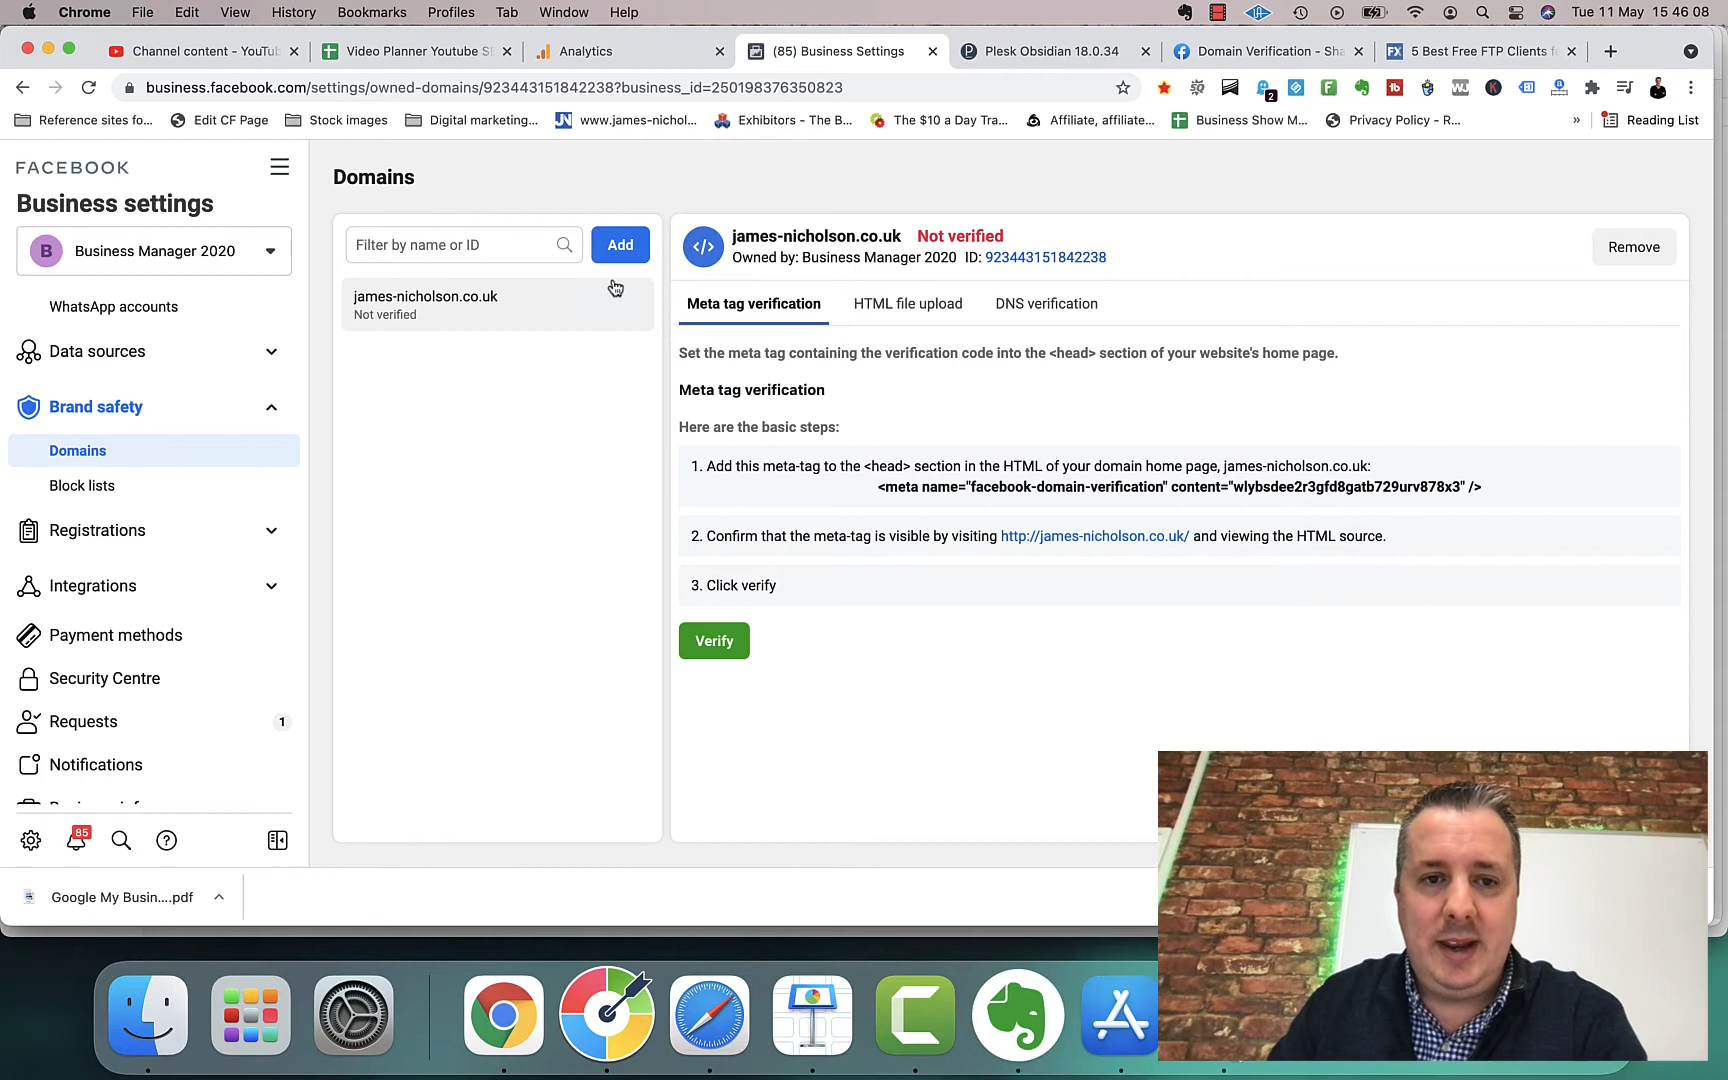 Chrome File Edit View History Bookmarks Profiles Tab Window Help Tue 11 May 15 46 08
Channel content - YouTu Video Planner Youtube SE Analytics (85) Business Settings Plesk Obsidian 18.0.34 Domain Verification - Sha 5 Best Free FTP Clients fo
business.facebook.com/settings/owned-domains/923443151842238?business_id=250198376350823
Reference sites fo... Edit CF Page Stock images Digital marketing... www.james-nichol... Exhibitors - The B... The $10 a Day Tra... Affiliate, affiliate... Business Show M... Privacy Policy - R... » Reading List
FACEBOOK
Business settings
B Business Manager 2020
WhatsApp accounts
Data sources
Brand safety
Domains
Block lists
Registrations
Integrations
Payment methods
Security Centre
Requests 1
Notifications
85
Domains
Filter by name or ID Add
james-nicholson.co.uk
Not verified
james-nicholson.co.uk Not verified
Owned by: Business Manager 2020 ID: 923443151842238
Remove
Meta tag verification HTML file upload DNS verification
Set the meta tag containing the verification code into the <head> section of your website's home page.
Meta tag verification
Here are the basic steps:
1. Add this meta-tag to the <head> section in the HTML of your domain home page, james-nicholson.co.uk:
<meta name="facebook-domain-verification" content="wlybsdee2r3gfd8gatb729urv878x3" />
2. Confirm that the meta-tag is visible by visiting http://james-nicholson.co.uk/ and viewing the HTML source.
3. Click verify
Verify
Google My Busin....pdf